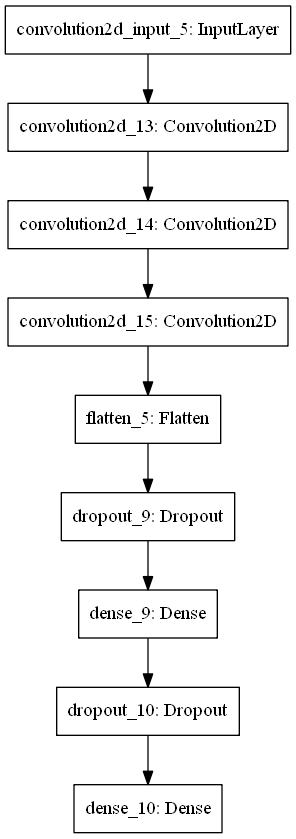 convolution2d_input_5: InputLayer
convolution2d_13: Convolution2D
convolution2d_14: Convolution2D
convolution2d_15: Convolution2D
flatten_5: Flatten
dropout_9: Dropout
dense_9: Dense
dropout_10: Dropout
dense_10: Dense